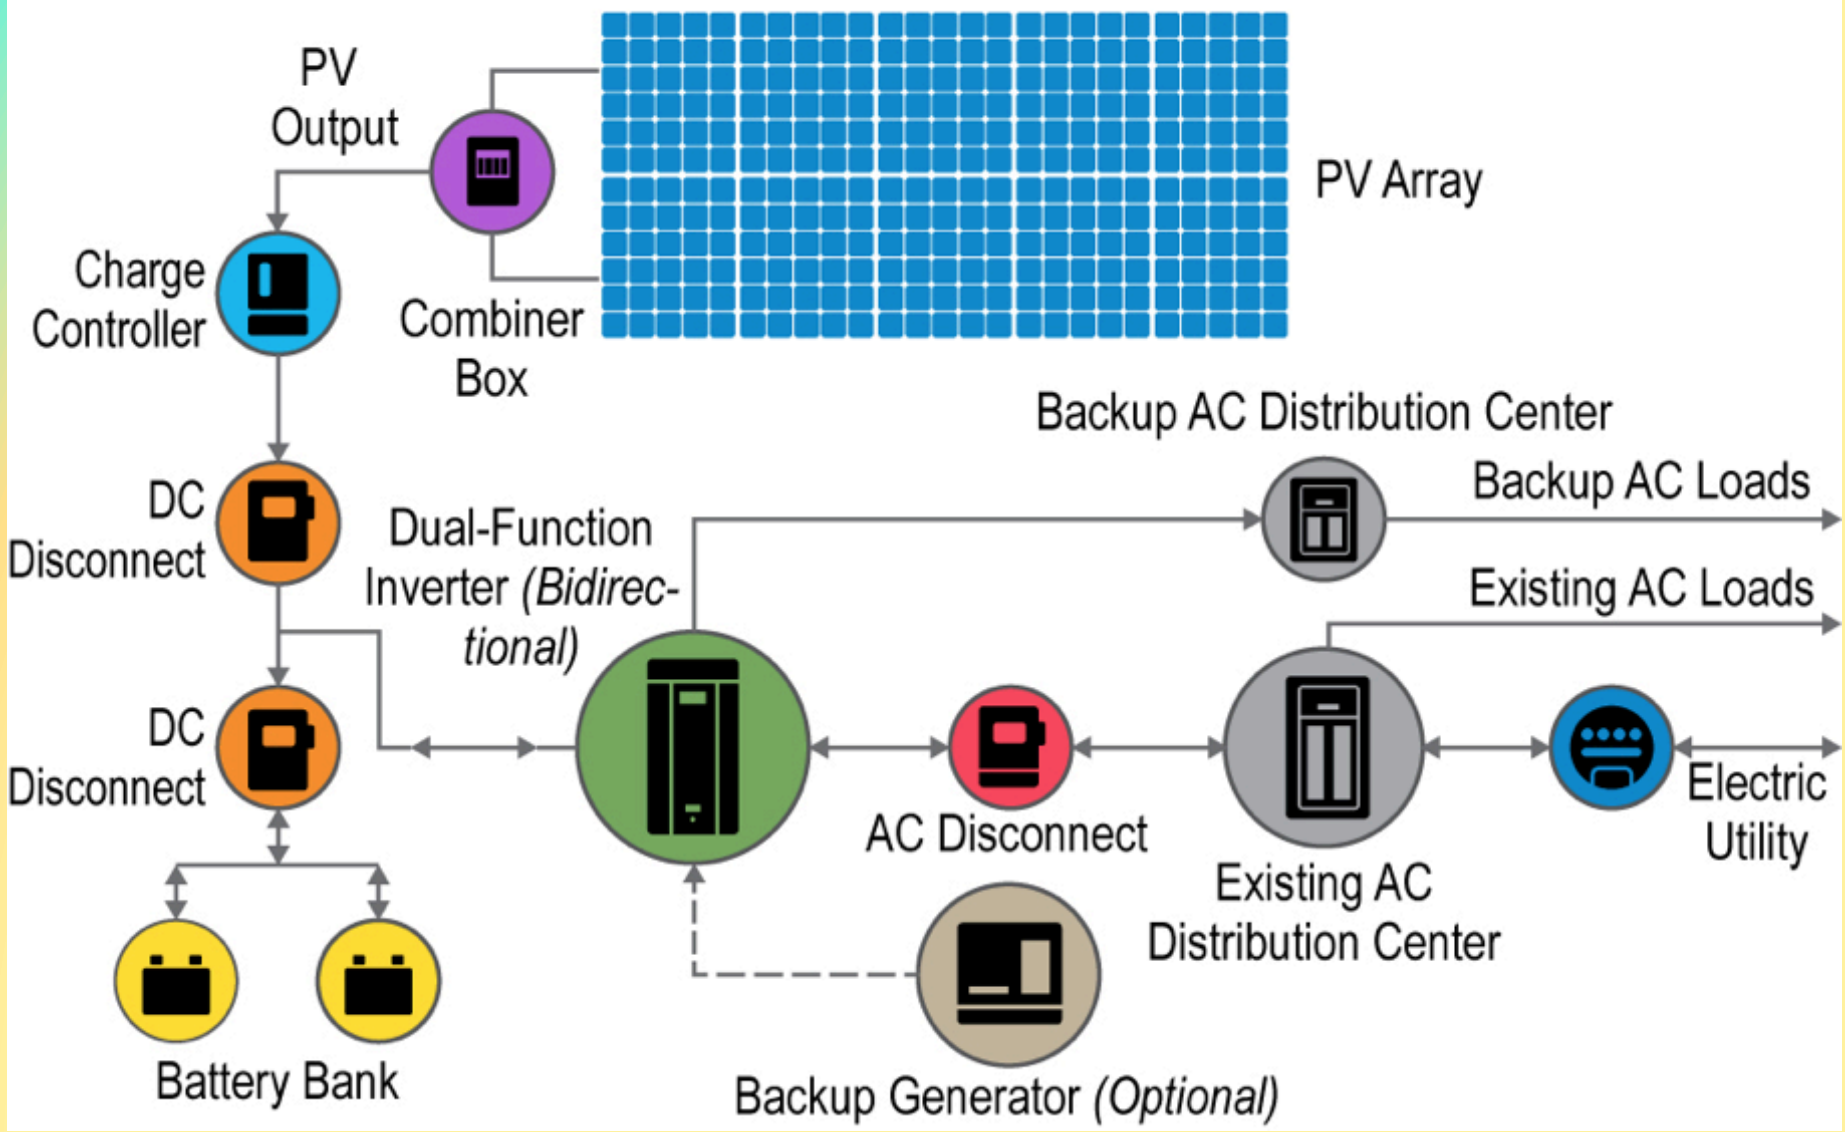 PV
Output
PV Array
Charge
Controller
Combiner
Box
Backup AC Distribution Center
Backup AC Loads
DC
Disconnect
Dual-Function
Inverter (Bidirec-
tional)
Existing AC Loads
DC
Disconnect
AC Disconnect
Electric
Utility
Existing AC
Distribution Center
Battery Bank
Backup Generator (Optional)